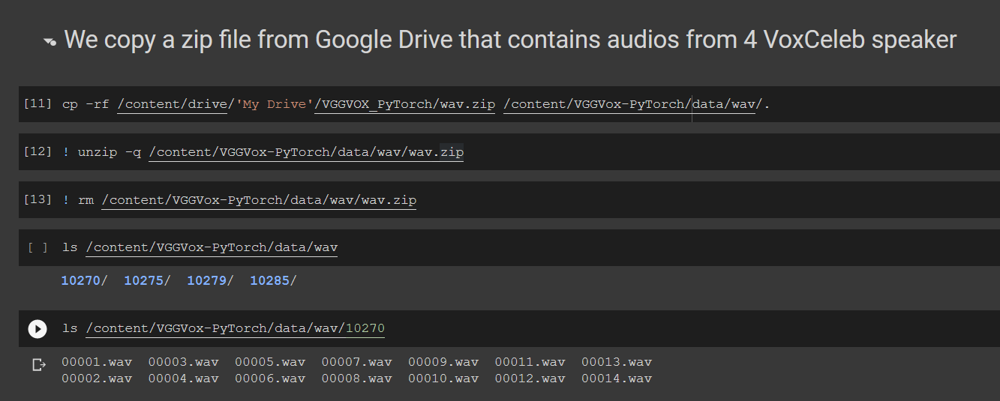 We copy a zip file from Google Drive that contains audios from 4 VoxCeleb speaker
[11] cp -rf /content/drive/'My Drive'/VGGVOX_PyTorch/wav.zip /content/VGGVox-PyTorch/data/wav/.
[12] ! unzip -q /content/VGGVox-PyTorch/data/wav/wav.zip
[13] ! rm /content/VGGVox-PyTorch/data/wav/wav.zip
[ ] ls /content/VGGVox-PyTorch/data/wav
10270/ 10275/ 10279/ 10285/
ls /content/VGGVox-PyTorch/data/wav/10270
00001.wav 00003.wav 00005.wav 00007.wav 00009.wav 00011.wav 00013.wav
00002.wav 00004.wav 00006.wav 00008.wav 00010.wav 00012.wav 00014.wav